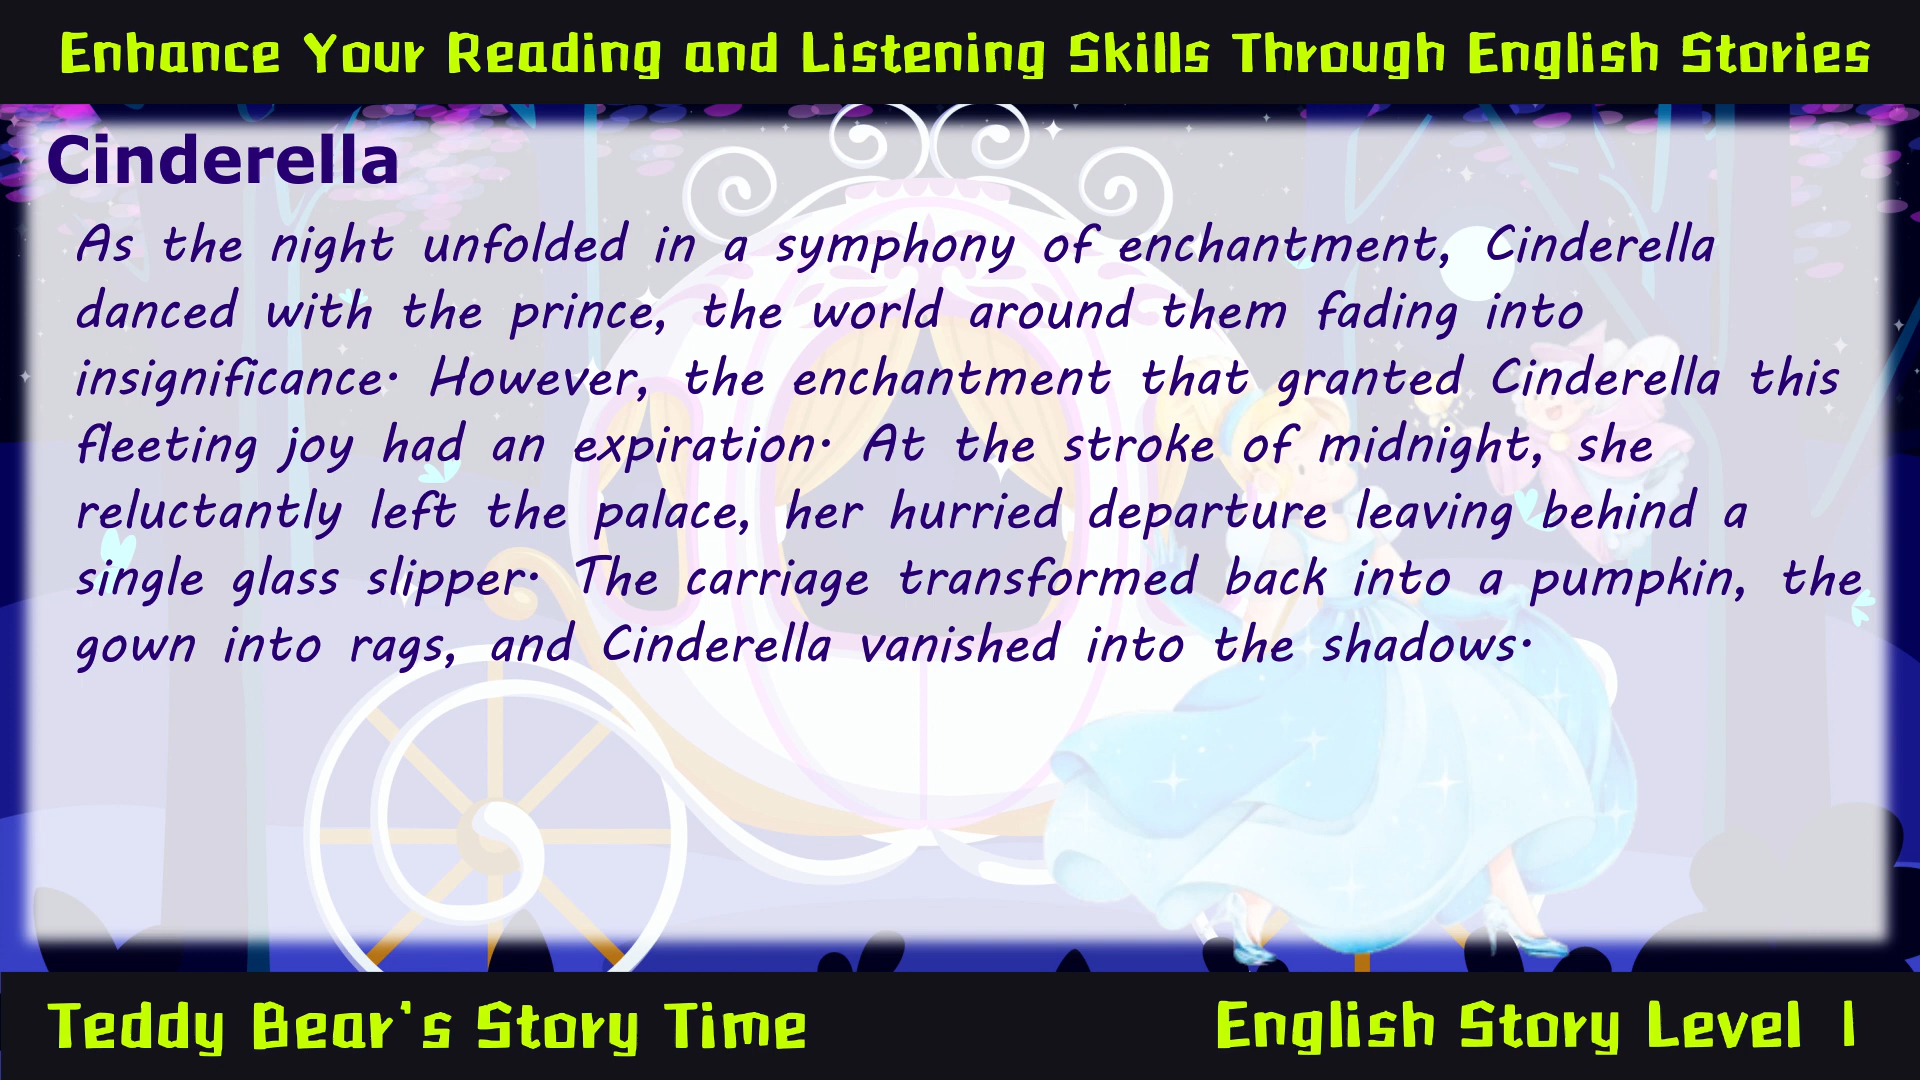 Enhance Your Reading and Listening Skills Through English Stories
Cinderella
As the night unfolded in a symphony of enchantment, Cinderella
danced with the prince, the world around them fading into
insignificance. However, the enchantment that granted Cinderella this
fleeting joy had an expiration. At the stroke of midnight, she
reluctantly left the palace, her hurried departure leaving behind a
single glass slipper. The carriage transformed back into a pumpkin, the
gown into rags, and Cinderella vanished into the shadows.
Teddy Bear's Story Time
English Story Level 1